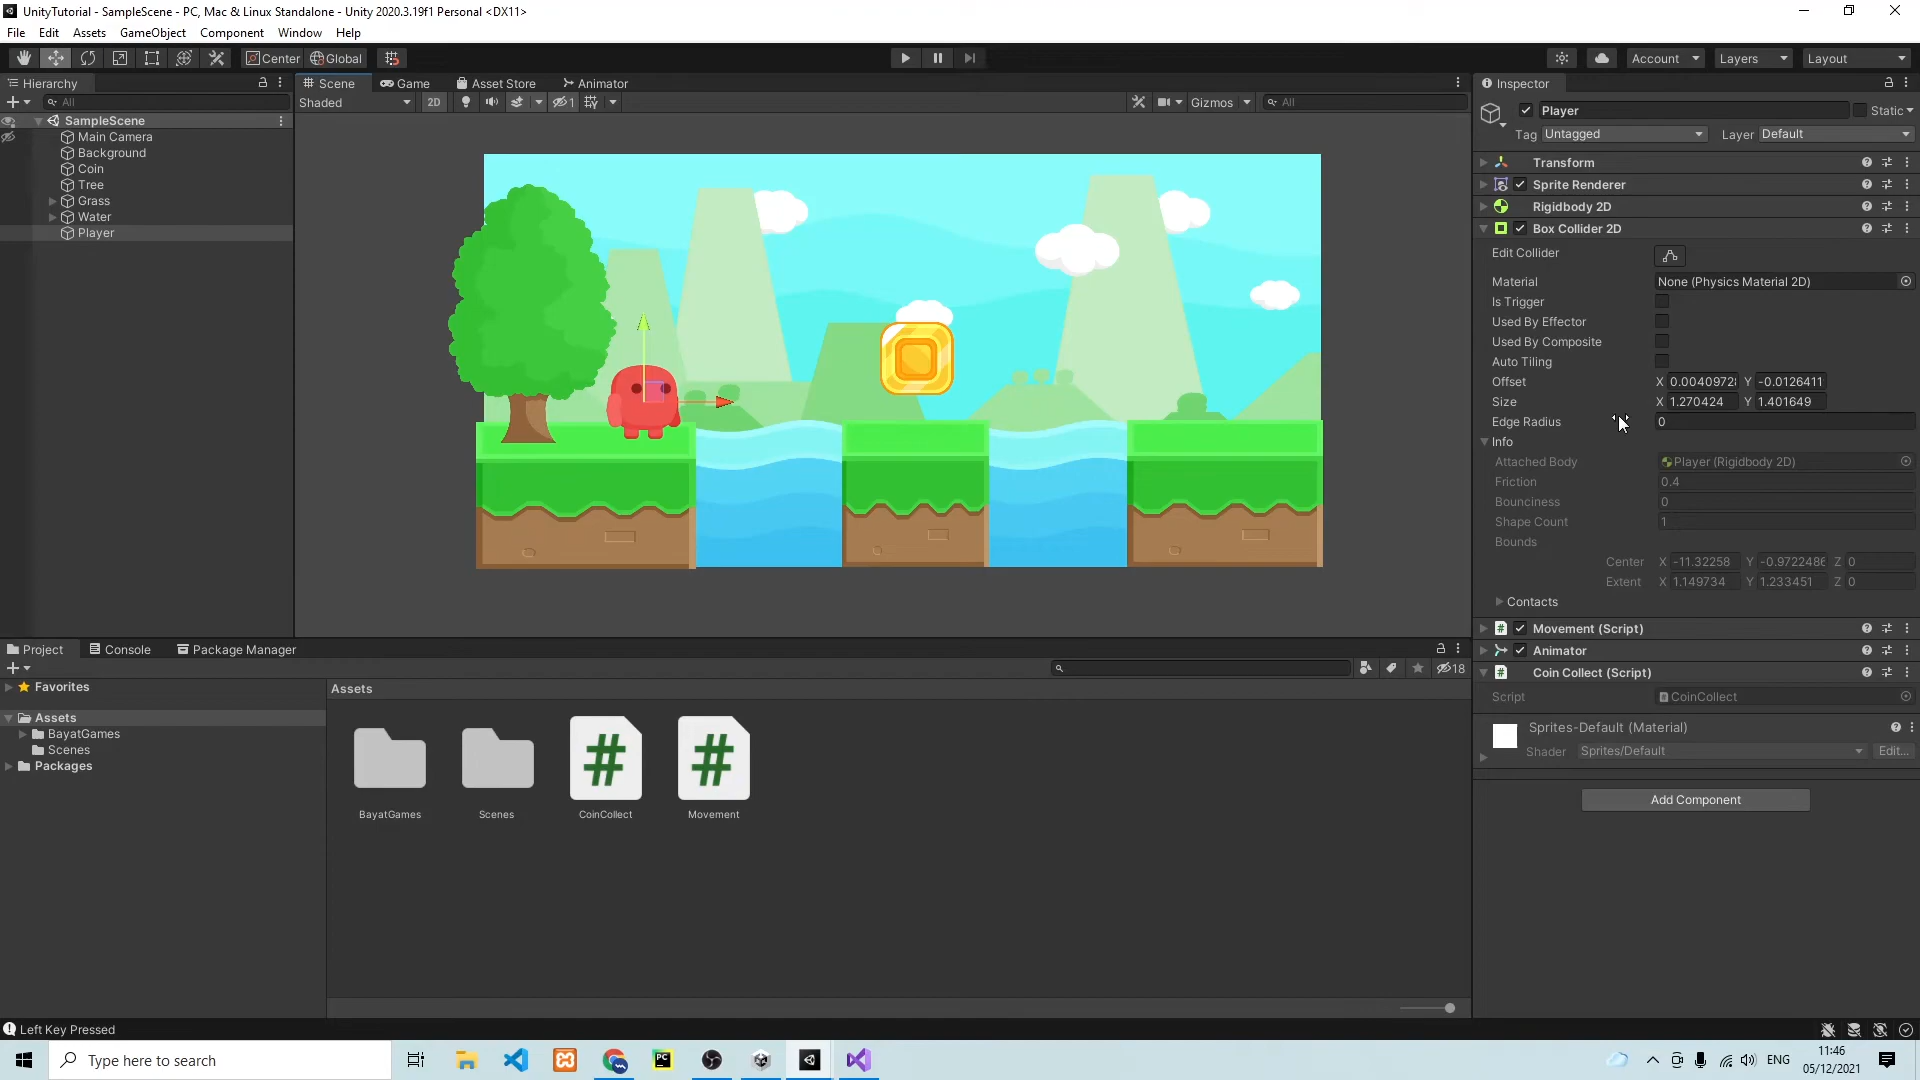 UnityTutorial - SampleScene - PC, Mac & Linux Standalone - Unity 2020.3.19f1 Personal <DX11>
File Edit Assets GameObject Component Window Help
Center Global
Account Layers Layout
Hierarchy
All
SampleScene
Main Camera
Background
Coin
Tree
Grass
Water
Player
Scene Game Asset Store Animator
Shaded 2D 1 Gizmos All
Inspector
Player Static
Tag Untagged Layer Default
Transform
Sprite Renderer
Rigidbody 2D
Box Collider 2D
Edit Collider
Material None (Physics Material 2D)
Is Trigger
Used By Effector
Used By Composite
Auto Tiling
Offset X 0.0040972 Y -0.0126411
Size X 1.270424 Y 1.401649
Edge Radius 0
Info
Attached Body Player (Rigidbody 2D)
Friction 0.4
Bounciness 0
Shape Count 1
Bounds
Center X -11.32258 Y -0.9722486 Z 0
Extent X 1.149734 Y 1.233451 Z 0
Contacts
Movement (Script)
Animator
Coin Collect (Script)
Script CoinCollect
Sprites-Default (Material)
Shader Sprites/Default Edit...
Add Component
Project Console Package Manager
18
Favorites
Assets
BayatGames
Scenes
Packages
Assets
BayatGames Scenes CoinCollect Movement
Left Key Pressed
Type here to search
PC
ENG
11:46
05/12/2021